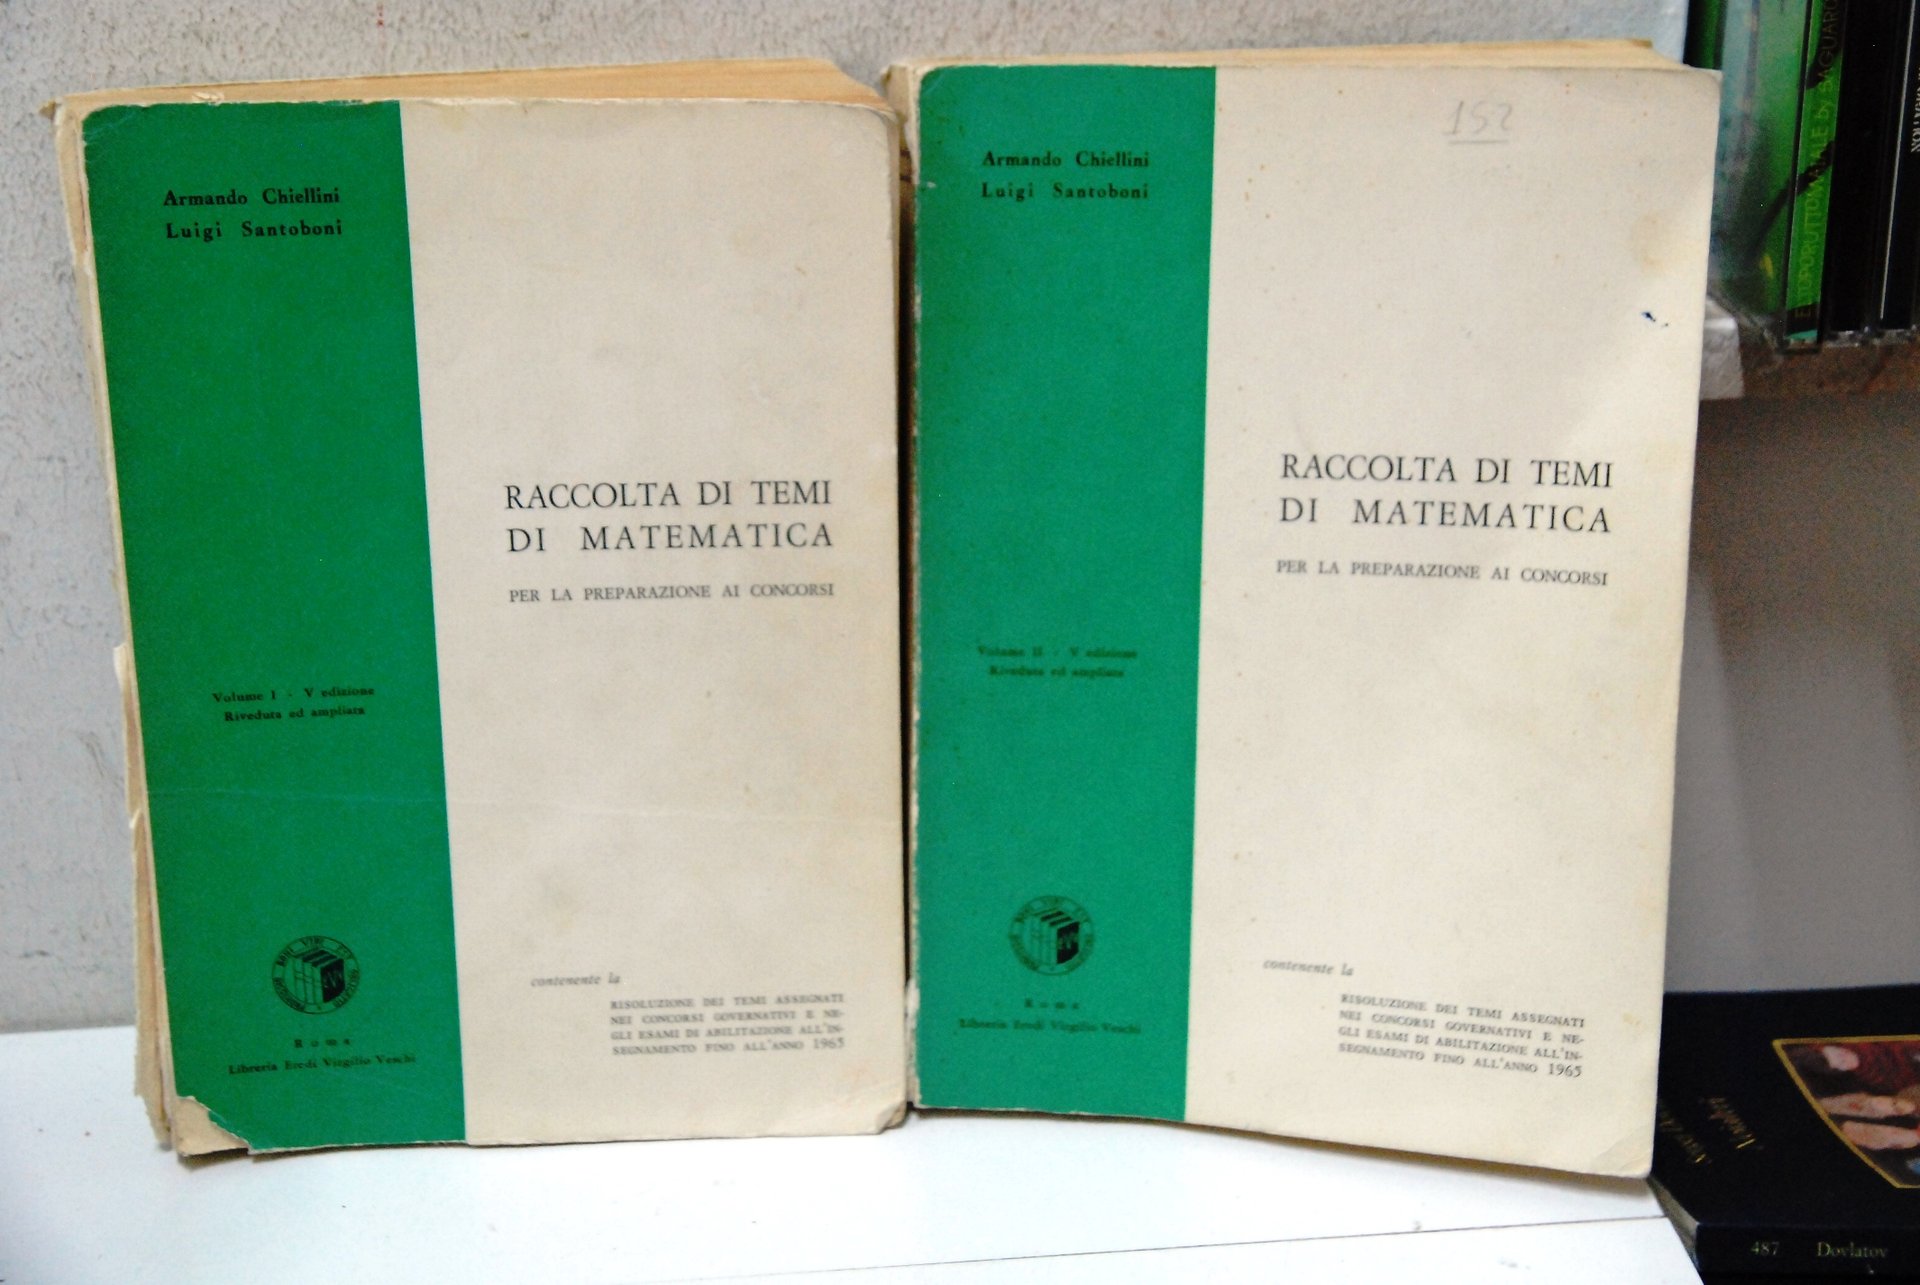 Armando Chiellini
Luigi Santoboni
RACCOLTA DI TEMI
DI MATEMATICA
PER LA PREPARAZIONE AI CONCORSI
Volume I - V edizione
Riveduta ed ampliata
Roma
Libreria Eredi Virgilio Veschi
contenente la
RISOLUZIONE DEI TEMI ASSEGNATI
NEI CONCORSI GOVERNATIVI E NE-
GLI ESAMI DI ABILITAZIONE ALL'IN-
SEGNAMENTO FINO ALL'ANNO 1965
152
Armando Chiellini
Luigi Santoboni
RACCOLTA DI TEMI
DI MATEMATICA
PER LA PREPARAZIONE AI CONCORSI
Volume II - V edizione
Riveduta ed ampliata
Roma
Libreria Eredi Virgilio Veschi
contenente la
RISOLUZIONE DEI TEMI ASSEGNATI
NEI CONCORSI GOVERNATIVI E NE-
GLI ESAMI DI ABILITAZIONE ALL'IN-
SEGNAMENTO FINO ALL'ANNO 1965
487 Dovlatov